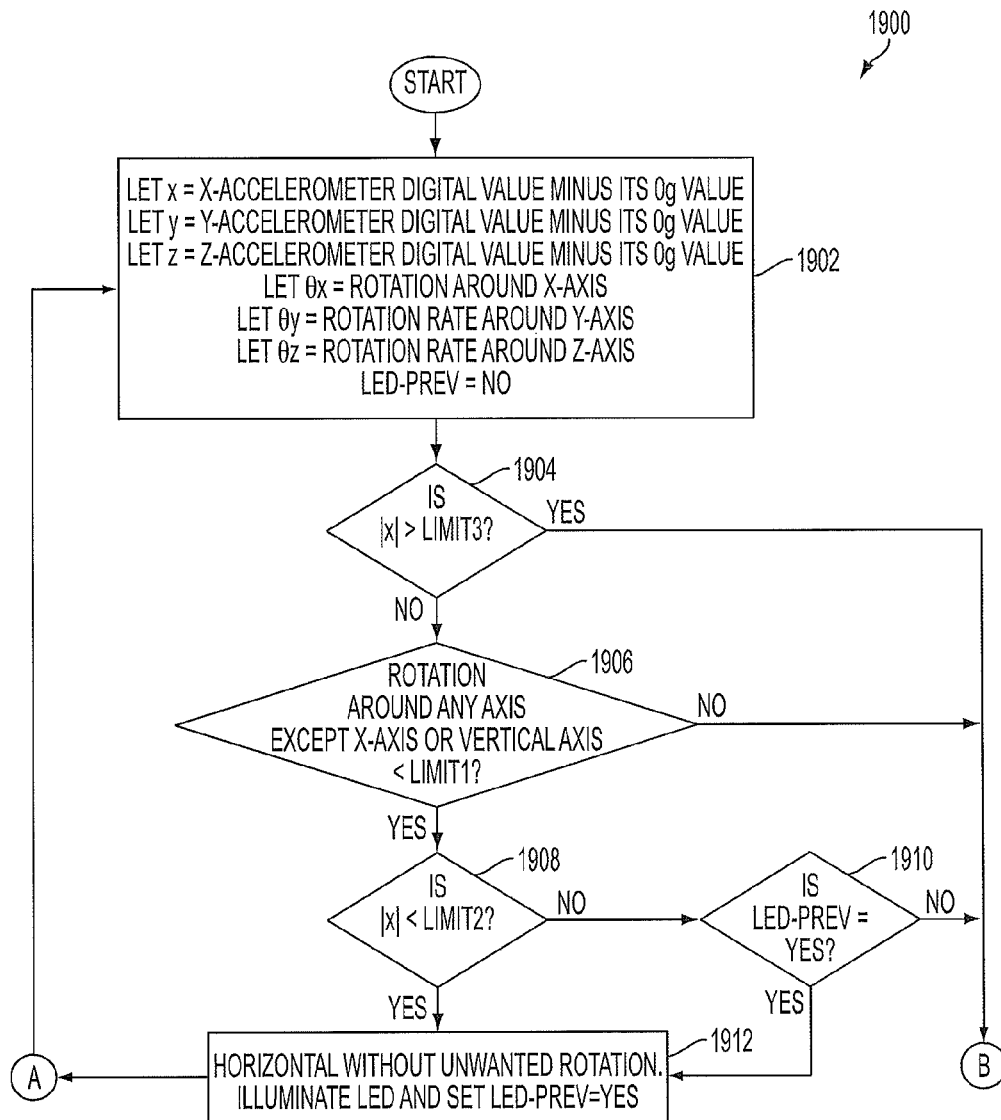 1900
START
LET x = X-ACCELEROMETER DIGITAL VALUE MINUS ITS 0g VALUE
LET y = Y-ACCELEROMETER DIGITAL VALUE MINUS ITS 0g VALUE
LET z = Z-ACCELEROMETER DIGITAL VALUE MINUS ITS 0g VALUE
LET θx = ROTATION AROUND X-AXIS
LET θy = ROTATION RATE AROUND Y-AXIS
LET θz = ROTATION RATE AROUND Z-AXIS
LED-PREV = NO
1902
1904
IS
|x| > LIMIT3?
YES
NO
1906
ROTATION
AROUND ANY AXIS
EXCEPT X-AXIS OR VERTICAL AXIS
< LIMIT1?
NO
YES
1908
IS
|x| < LIMIT2?
NO
YES
1910
IS
LED-PREV =
YES?
NO
YES
1912
HORIZONTAL WITHOUT UNWANTED ROTATION.
ILLUMINATE LED AND SET LED-PREV=YES
A
B